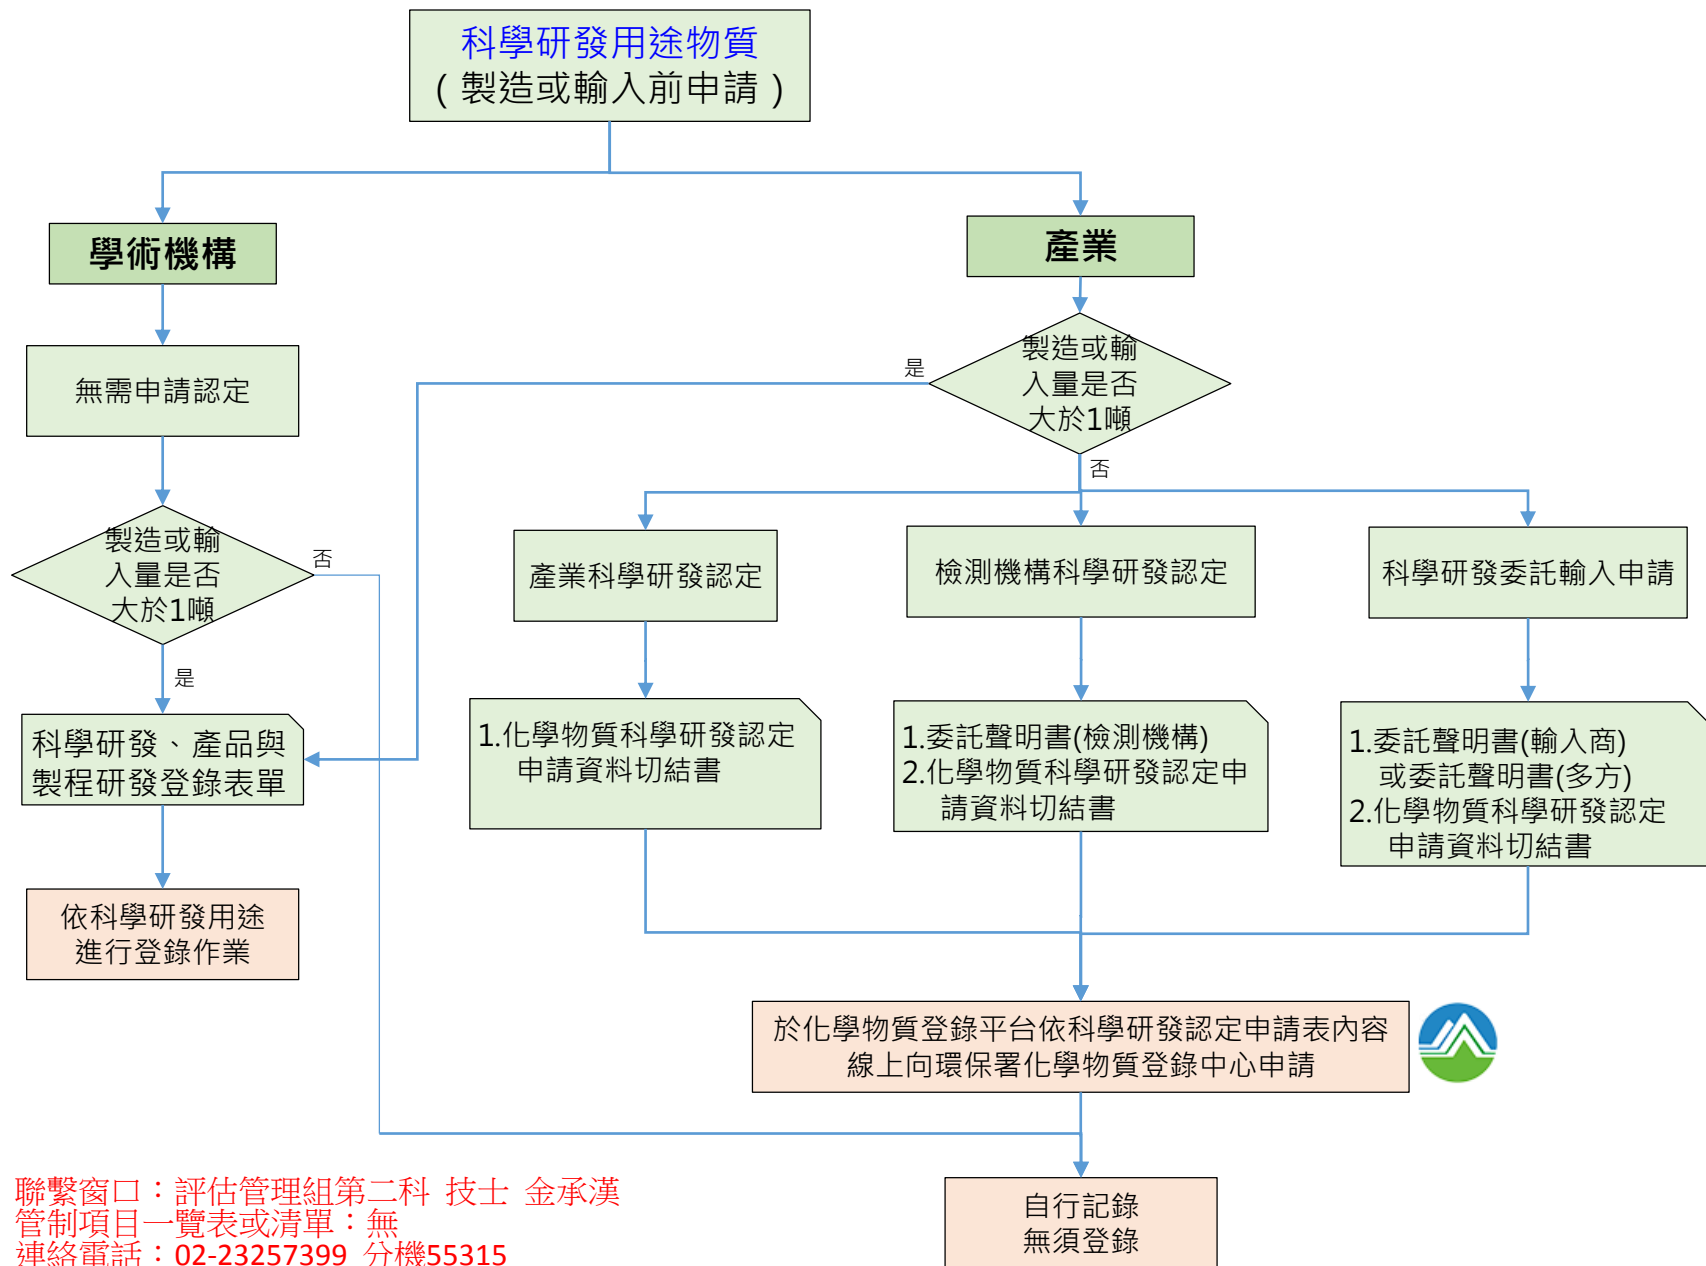 科學研發用途物質
(製造或輸入前申請)
學術機構
產業
無需申請認定
製造或輸
入量是否
大於1噸
是
否
製造或輸
入量是否
大於1噸
否
是
產業科學研發認定
檢測機構科學研發認定
科學研發委託輸入申請
科學研發、產品與
製程研發登錄表單
1.化學物質科學研發認定
申請資料切結書
1.委託聲明書(檢測機構)
2.化學物質科學研發認定申
請資料切結書
1.委託聲明書(輸入商)
或委託聲明書(多方)
2.化學物質科學研發認定
申請資料切結書
依科學研發用途
進行登錄作業
於化學物質登錄平台依科學研發認定申請表內容
線上向環保署化學物質登錄中心申請
自行記錄
無須登錄
聯繫窗口：評估管理組第二科 技士 金承漢
管制項目一覽表或清單：無
連絡電話：02-23257399 分機55315